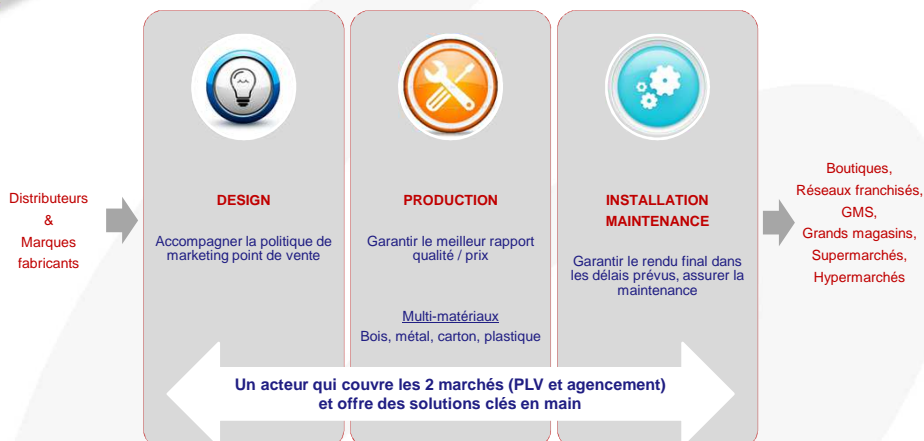 Distributeurs
&
Marques
fabricants
DESIGN
Accompagner la politique de
marketing point de vente
PRODUCTION
Garantir le meilleur rapport
qualité / prix
Multi-matériaux
Bois, métal, carton, plastique
INSTALLATION
MAINTENANCE
Garantir le rendu final dans
les délais prévus, assurer la
maintenance
Boutiques,
Réseaux franchisés,
GMS,
Grands magasins,
Supermarchés,
Hypermarchés
Un acteur qui couvre les 2 marchés (PLV et agencement)
et offre des solutions clés en main